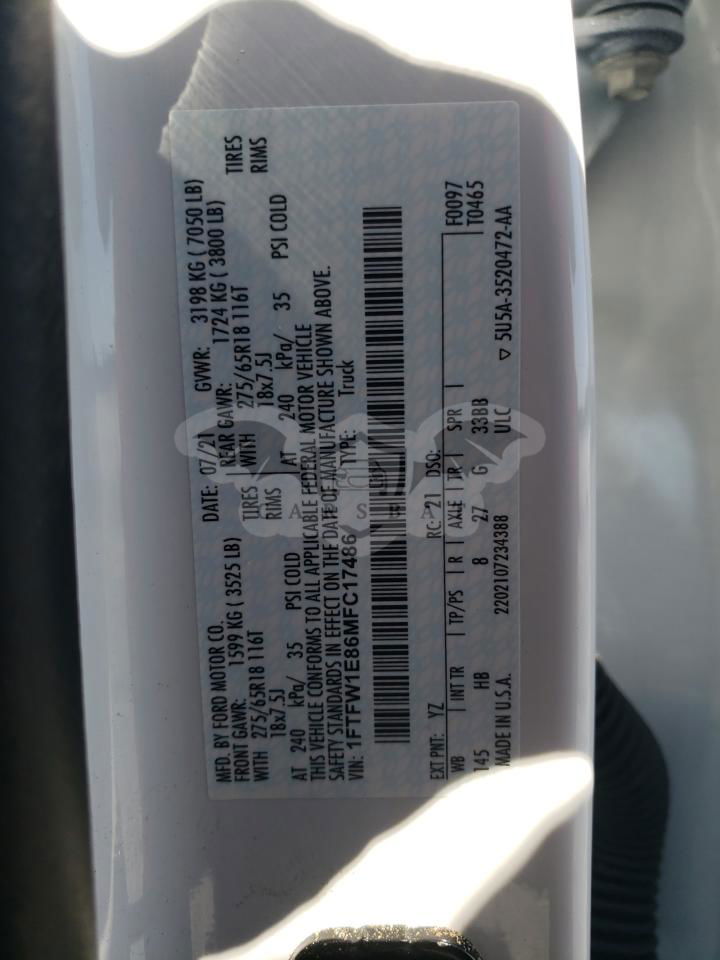 MFD. BY FORD MOTOR CO.
DATE: 07/21 GVWR: 3198 KG ( 7050 LB)
FRONT GAWR: 1599 KG ( 3525 LB) REAR GAWR: 1724 KG ( 3800 LB)
WITH 275/65R18 116T TIRES WITH 275/65R18 116T TIRES
18x7.5J RIMS 18x7.5J RIMS
AT 240 kPa/ 35 PSI COLD AT 240 kPa/ 35 PSI COLD
THIS VEHICLE CONFORMS TO ALL APPLICABLE FEDERAL MOTOR VEHICLE
SAFETY STANDARDS IN EFFECT ON THE DATE OF MANUFACTURE SHOWN ABOVE.
VIN: 1FTFW1E86MFC17486 TYPE: Truck
EXT PNT: YZ RC: 21 DSO: F0097
WB INT TR TP/PS R AXLE TR SPR T0465
145 HB 8 27 G 33BB
MADE IN U.S.A. 2202107234388 ULC 5U5A-3520472-AA